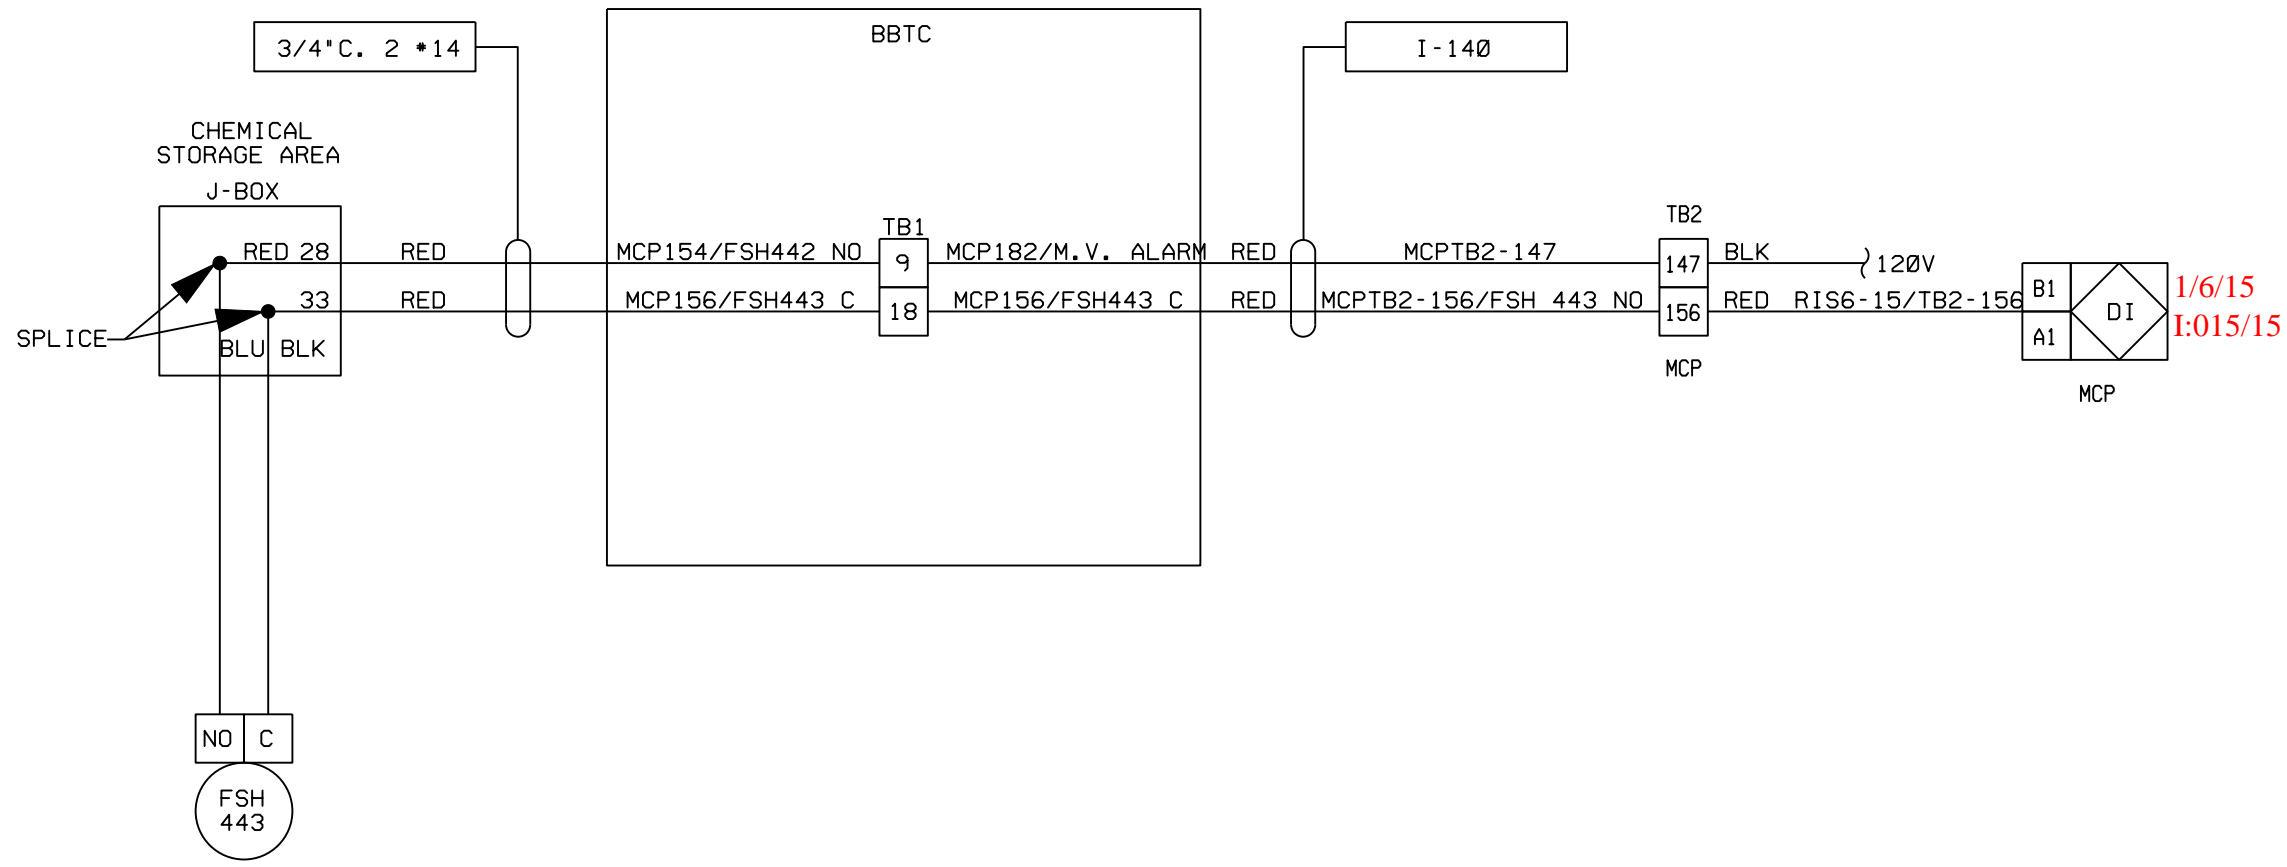 BBTC
3/4"C. 2 #14
I-14Ø
CHEMICAL
STORAGE AREA
J-BOX
TB1
TB2
RED 28
RED
MCP154/FSH442 NO
9
MCP182/M.V. ALARM
RED
MCPTB2-147
147
BLK
12ØV
33
RED
MCP156/FSH443 C
18
MCP156/FSH443 C
RED
MCPTB2-156/FSH 443 NO
156
RED
RIS6-15/TB2-156
B1
A1
DI
1/6/15
I:015/15
SPLICE
BLU
BLK
MCP
MCP
NO
C
FSH
443